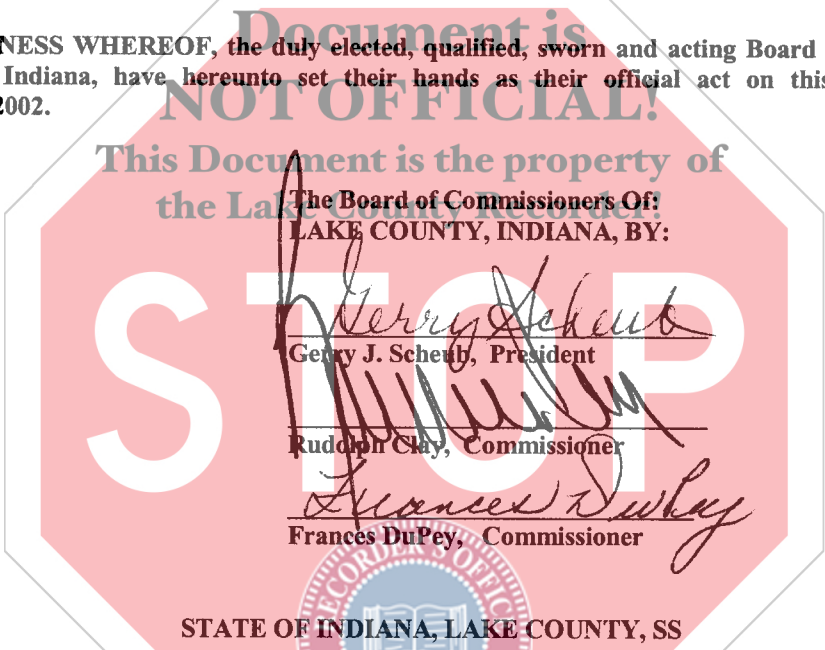 Document is
NESS WHEREOF, the duly elected, qualified, sworn and acting Board
Indiana, have hereunto set their hands as their official act on this
2002.
NOT OFFICIAL!
This Document is the property of
the Lake County Recorder!
The Board of Commissioners Of:
LAKE COUNTY, INDIANA, BY:
STOP
Gerry Scheub
Gerry J. Scheub, President
Rudolph Clay, Commissioner
Frances DuPey
Frances DuPey, Commissioner
RECORDER'S OFFIC
STATE OF INDIANA, LAKE COUNTY, SS